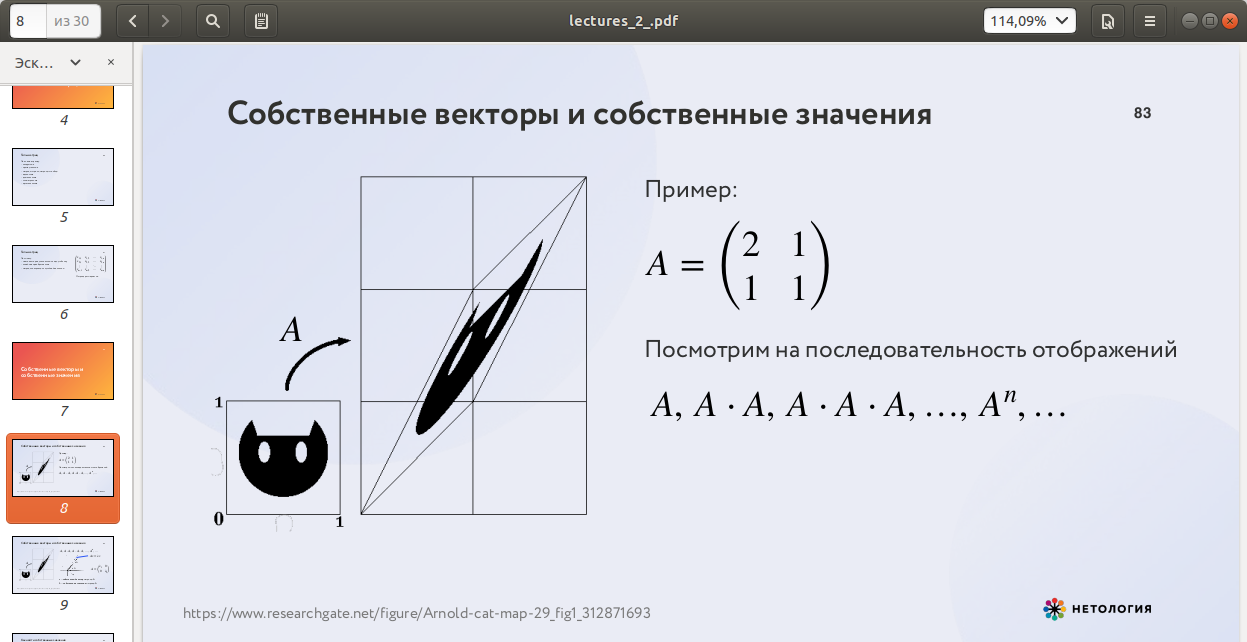 8 из 30
lectures_2_.pdf
114,09%
Эск...
4
5
6
Собственные векторы и
собственные значения
7
8
9
Собственные векторы и собственные значения
83
Пример:
A = (2 1
1 1)
Посмотрим на последовательность отображений
A, A · A, A · A · A, …, Aⁿ, …
A
1
0
1
https://www.researchgate.net/figure/Arnold-cat-map-29_fig1_312871693
НЕТОЛОГИЯ